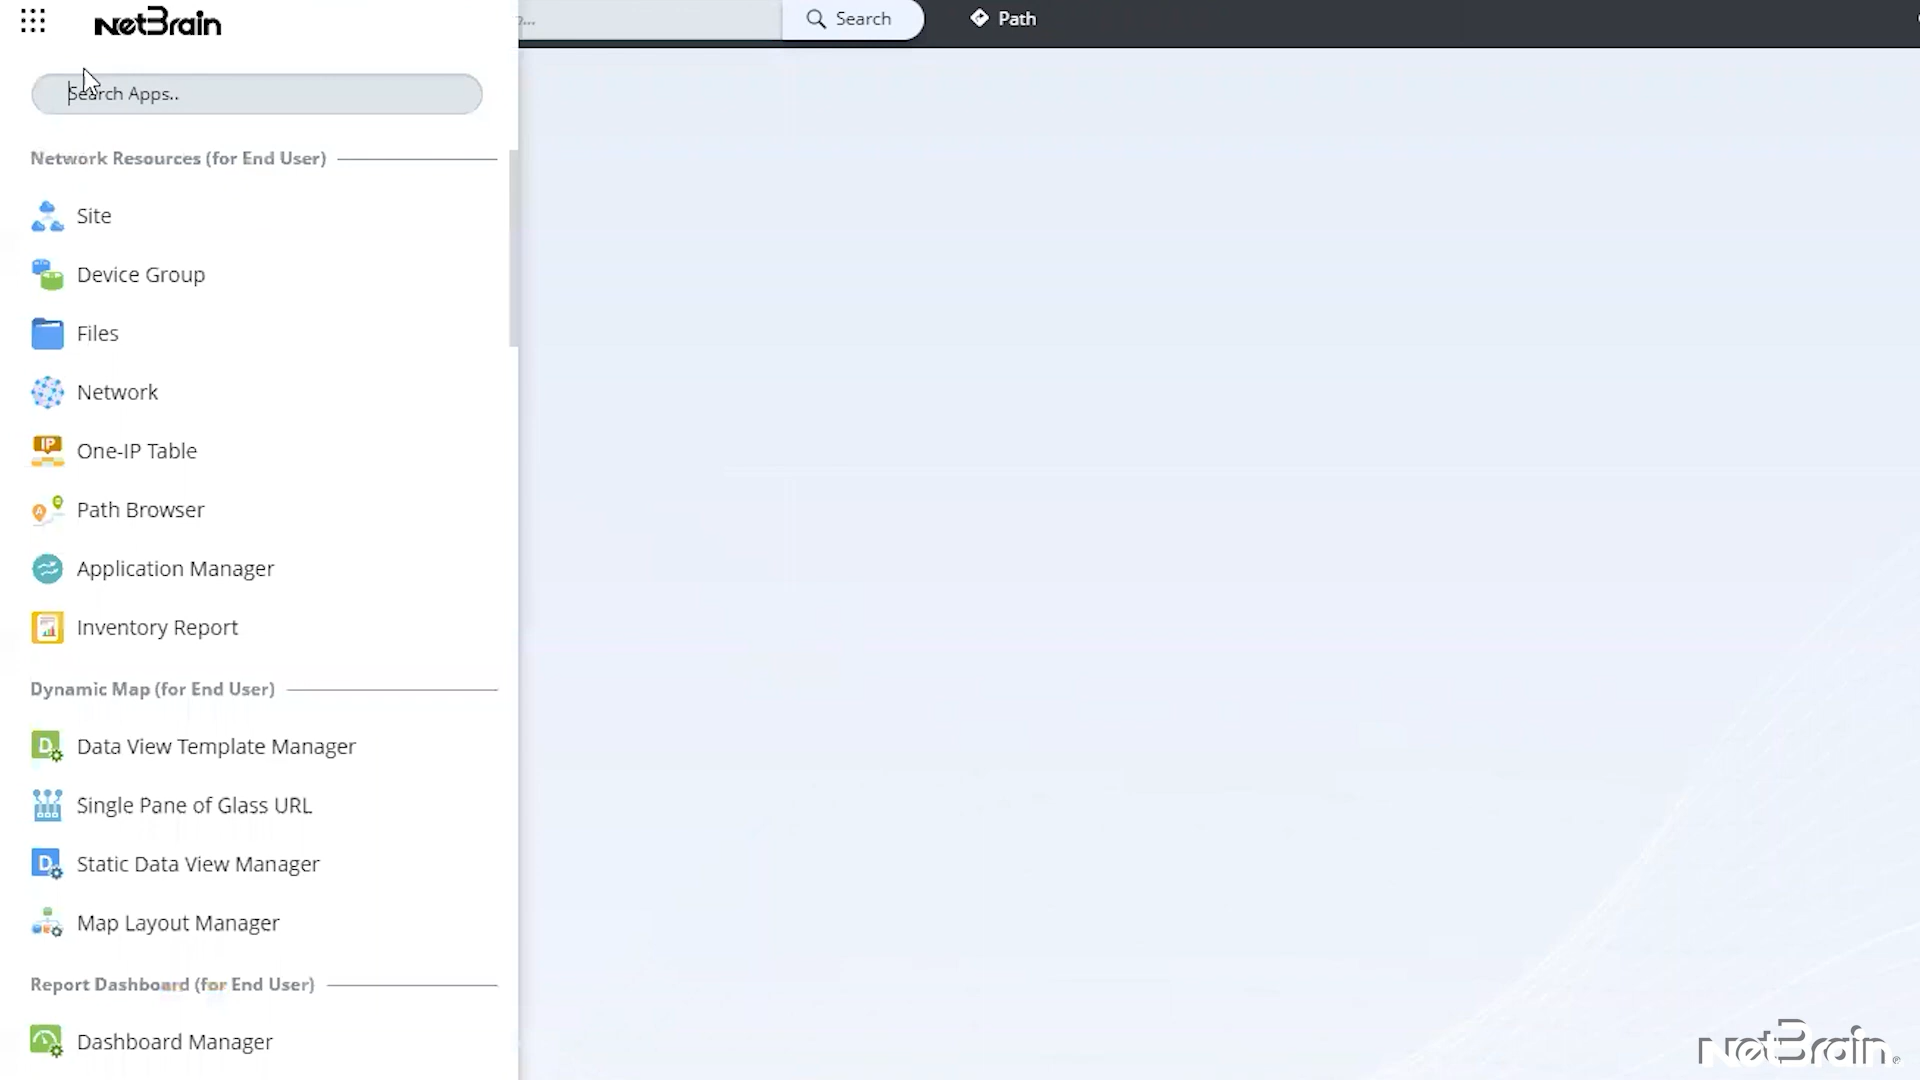 NetBrain
Search
Path
Search Apps..
Network Resources (for End User)
Site
Device Group
Files
Network
IP
One-IP Table
Path Browser
Application Manager
Inventory Report
Dynamic Map (for End User)
D
Data View Template Manager
Single Pane of Glass URL
D
Static Data View Manager
Map Layout Manager
Report Dashboard (for End User)
Dashboard Manager
NetBrain®